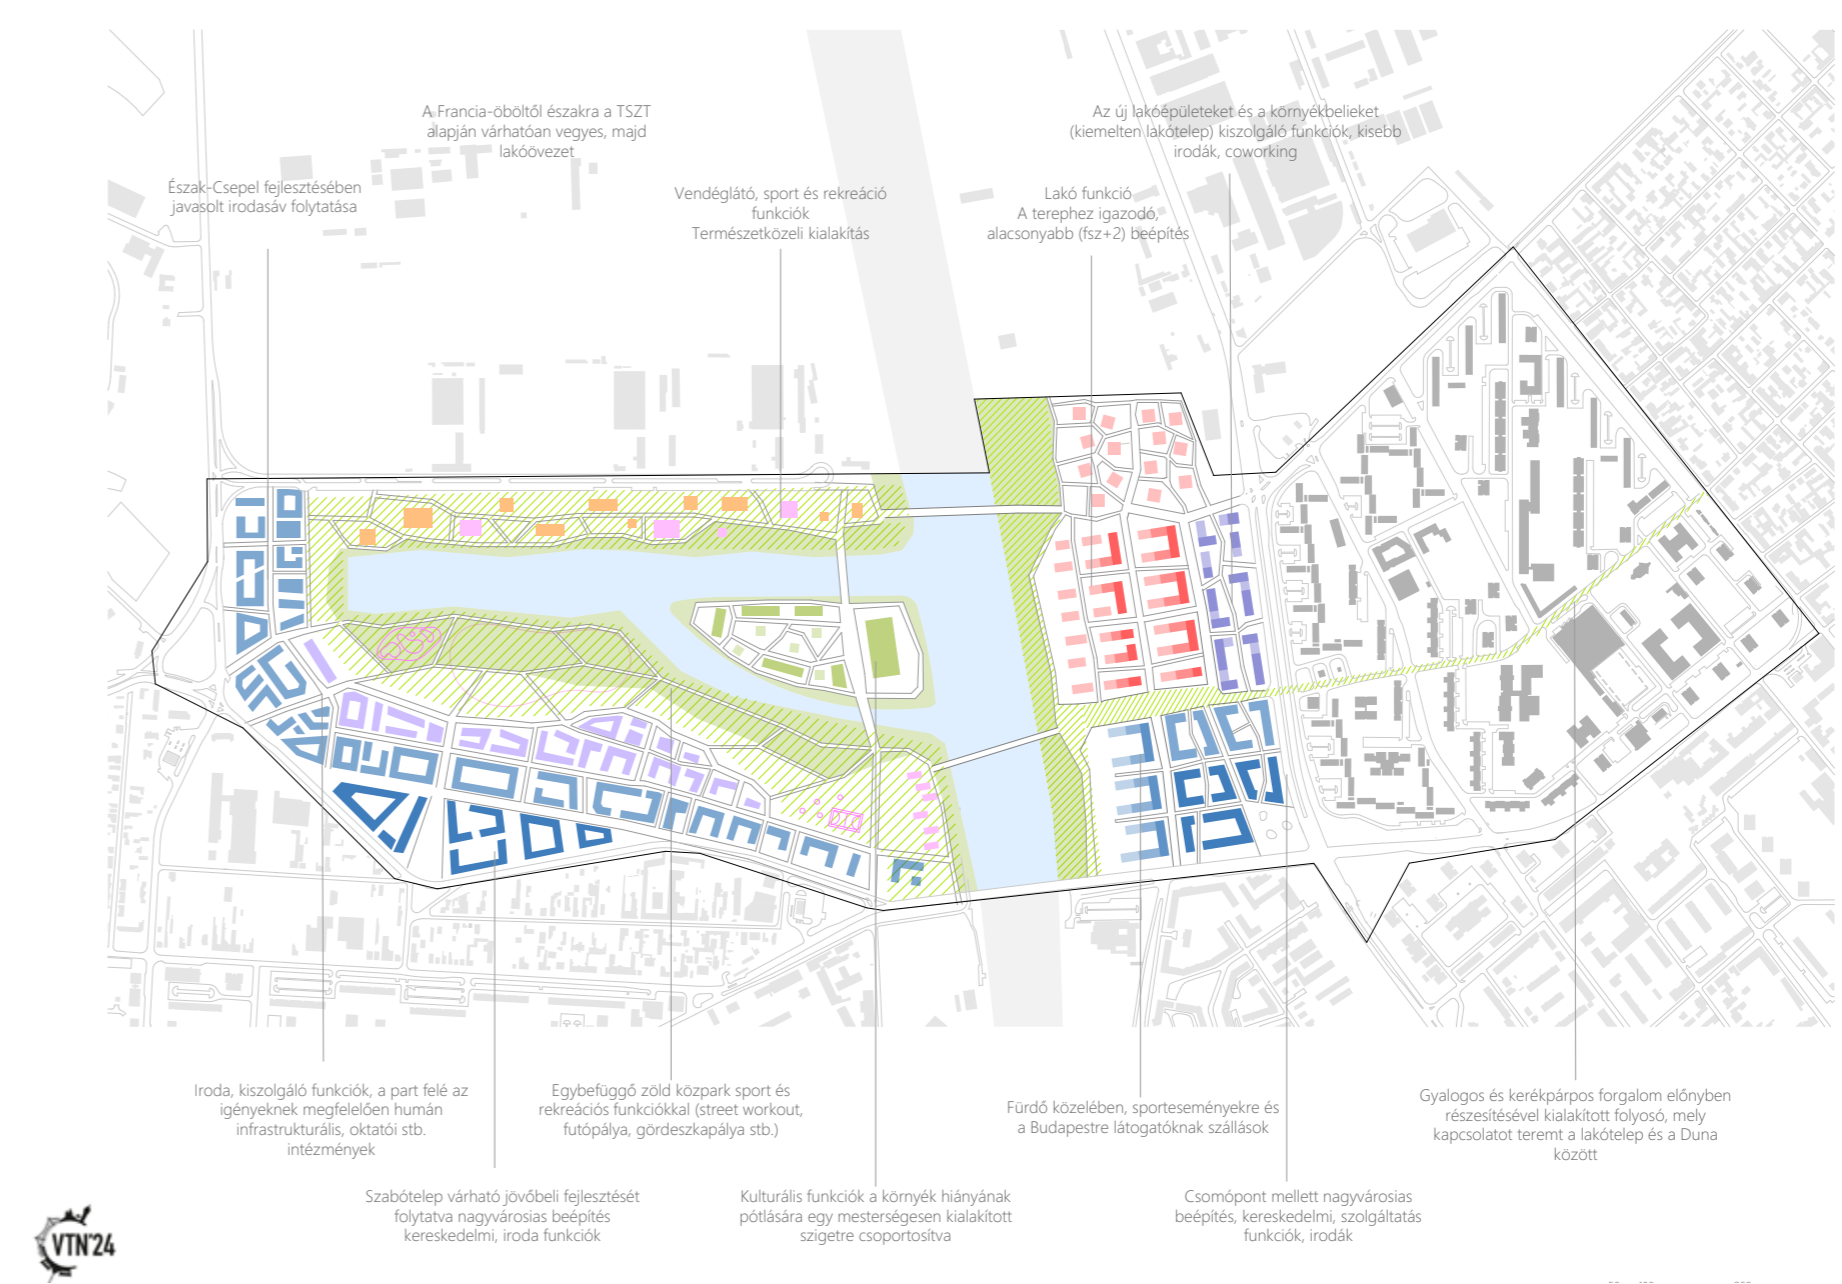 A Francia-öböltől északra a TSZT
alapján várhatóan vegyes, majd
lakóövezet
Az új lakóépületeket és a környékbelieket
(kiemelten lakótelep) kiszolgáló funkciók, kisebb
irodák, coworking
Észak-Csepel fejlesztésében
javasolt irodasáv folytatása
Vendéglátó, sport és rekreáció
funkciók
Természetközeli kialakítás
Lakó funkció
A terephez igazodó,
alacsonyabb (fsz+2) beépítés
Iroda, kiszolgáló funkciók, a part felé az
igényeknek megfelelően humán
infrastrukturális, oktatói stb.
intézmények
Egybefüggő zöld közpark sport és
rekreációs funkciókkal (street workout,
futópálya, gördeszkapálya stb.)
Fürdő közelében, sporteseményekre és
a Budapestre látogatóknak szállások
Gyalogos és kerékpárpos forgalom előnyben
részesítésével kialakított folyosó, mely
kapcsolatot teremt a lakótelep és a Duna
között
Szabótelep várható jövőbeli fejlesztését
folytatva nagyvárosias beépítés
kereskedelmi, iroda funkciók
Kulturális funkciók a környék hiányának
pótlására egy mesterségesen kialakított
szigetre csoportosítva
Csomópont mellett nagyvárosias
beépítés, kereskedelmi, szolgáltatás
funkciók, irodák
VTN'24